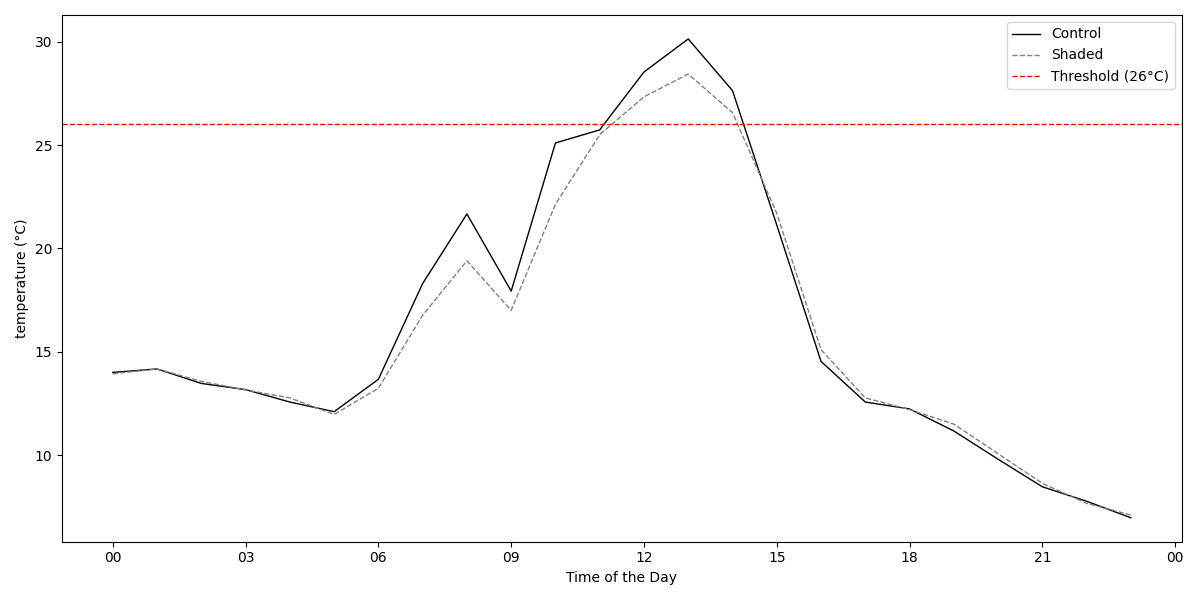 Control
Shaded
Threshold (26°C)
30
25
20
15
10
temperature (°C)
00 03 06 09 12 15 18 21 00
Time of the Day